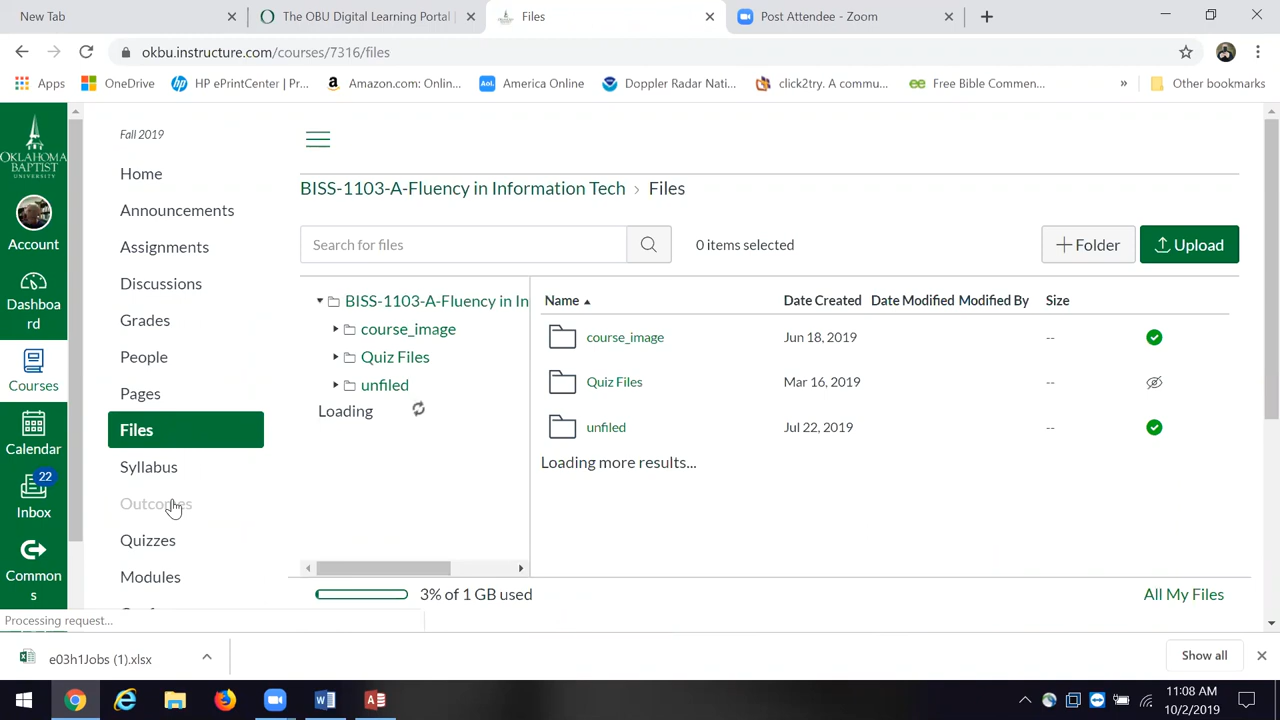 New Tab
The OBU Digital Learning Portal
Files
Post Attendee - Zoom
okbu.instructure.com/courses/7316/files
Apps
OneDrive
HP ePrintCenter | Pr...
Amazon.com: Onlin...
America Online
Doppler Radar Nati...
click2try. A commu...
Free Bible Commen...
»
Other bookmarks
OKLAHOMA
BAPTIST
UNIVERSITY
Account
Dashboa
rd
Courses
Calendar
22
Inbox
Common
s
Fall 2019
Home
Announcements
Assignments
Discussions
Grades
People
Pages
Files
Syllabus
Outcomes
Quizzes
Modules
BISS-1103-A-Fluency in Information Tech › Files
Search for files
0 items selected
+ Folder
Upload
BISS-1103-A-Fluency in In
course_image
Quiz Files
unfiled
Loading
Name Date Created Date Modified Modified By Size
course_image Jun 18, 2019 --
Quiz Files Mar 16, 2019 --
unfiled Jul 22, 2019 --
Loading more results...
3% of 1 GB used
All My Files
Processing request...
e03h1Jobs (1).xlsx
Show all
11:08 AM
10/2/2019